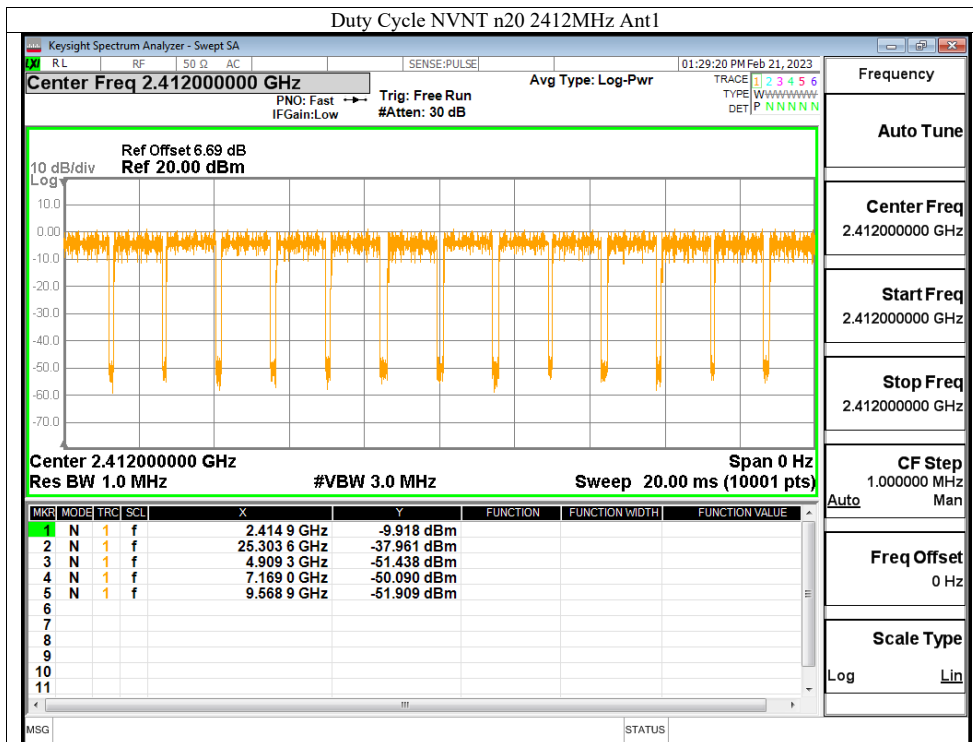 Duty Cycle NVNT n20 2412MHz Ant1
Keysight Spectrum Analyzer - Swept SA
LXI RL RF 50 Ω AC SENSE:PULSE 01:29:20 PM Feb 21, 2023
Center Freq 2.412000000 GHz
PNO: Fast
IFGain:Low
Trig: Free Run
#Atten: 30 dB
Avg Type: Log-Pwr
TRACE 1 2 3 4 5 6
TYPE WWWWWWW
DET P N N N N N
Ref Offset 6.69 dB
10 dB/div Ref 20.00 dBm
Log
10.0
0.00
-10.0
-20.0
-30.0
-40.0
-50.0
-60.0
-70.0
Center 2.412000000 GHz Span 0 Hz
Res BW 1.0 MHz #VBW 3.0 MHz Sweep 20.00 ms (10001 pts)
MKR MODE TRC SCL X Y FUNCTION FUNCTION WIDTH FUNCTION VALUE
1 N 1 f 2.414 9 GHz -9.918 dBm
2 N 1 f 25.303 6 GHz -37.961 dBm
3 N 1 f 4.909 3 GHz -51.438 dBm
4 N 1 f 7.169 0 GHz -50.090 dBm
5 N 1 f 9.568 9 GHz -51.909 dBm
6
7
8
9
10
11
MSG STATUS
Frequency
Auto Tune
Center Freq
2.412000000 GHz
Start Freq
2.412000000 GHz
Stop Freq
2.412000000 GHz
CF Step
1.000000 MHz
Auto Man
Freq Offset
0 Hz
Scale Type
Log Lin